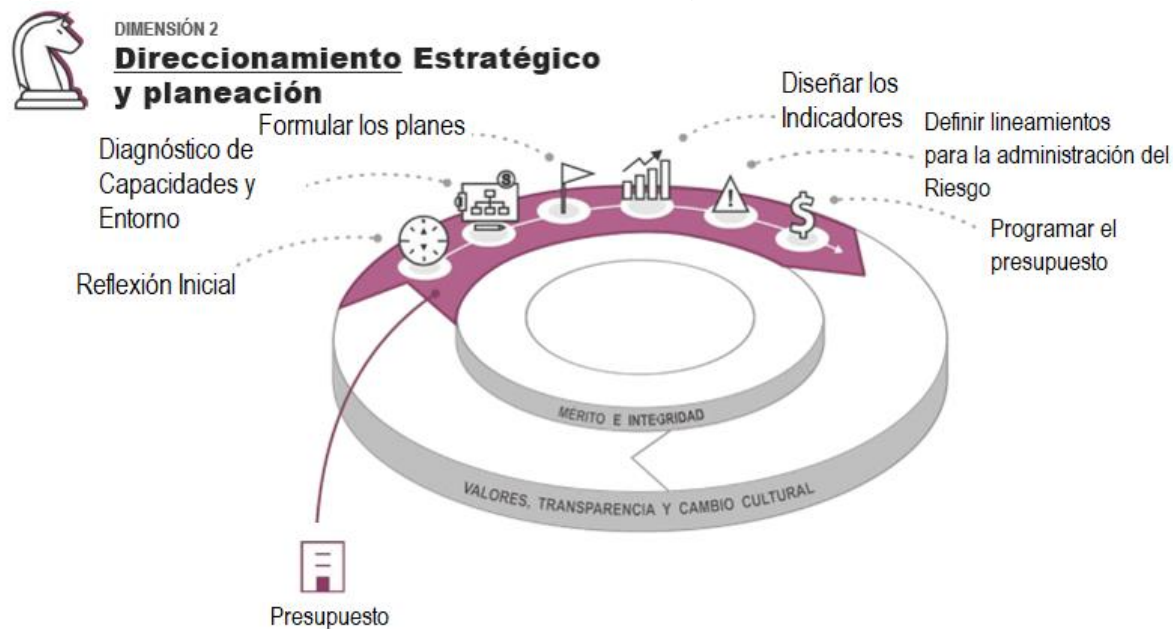 DIMENSIÓN 2
Direccionamiento Estratégico
y planeación
Reflexión Inicial
Diagnóstico de
Capacidades y
Entorno
Formular los planes
Diseñar los
Indicadores
Definir lineamientos
para la administración del
Riesgo
Programar el
presupuesto
$
!
$
MÉRITO E INTEGRIDAD
VALORES, TRANSPARENCIA Y CAMBIO CULTURAL
Presupuesto